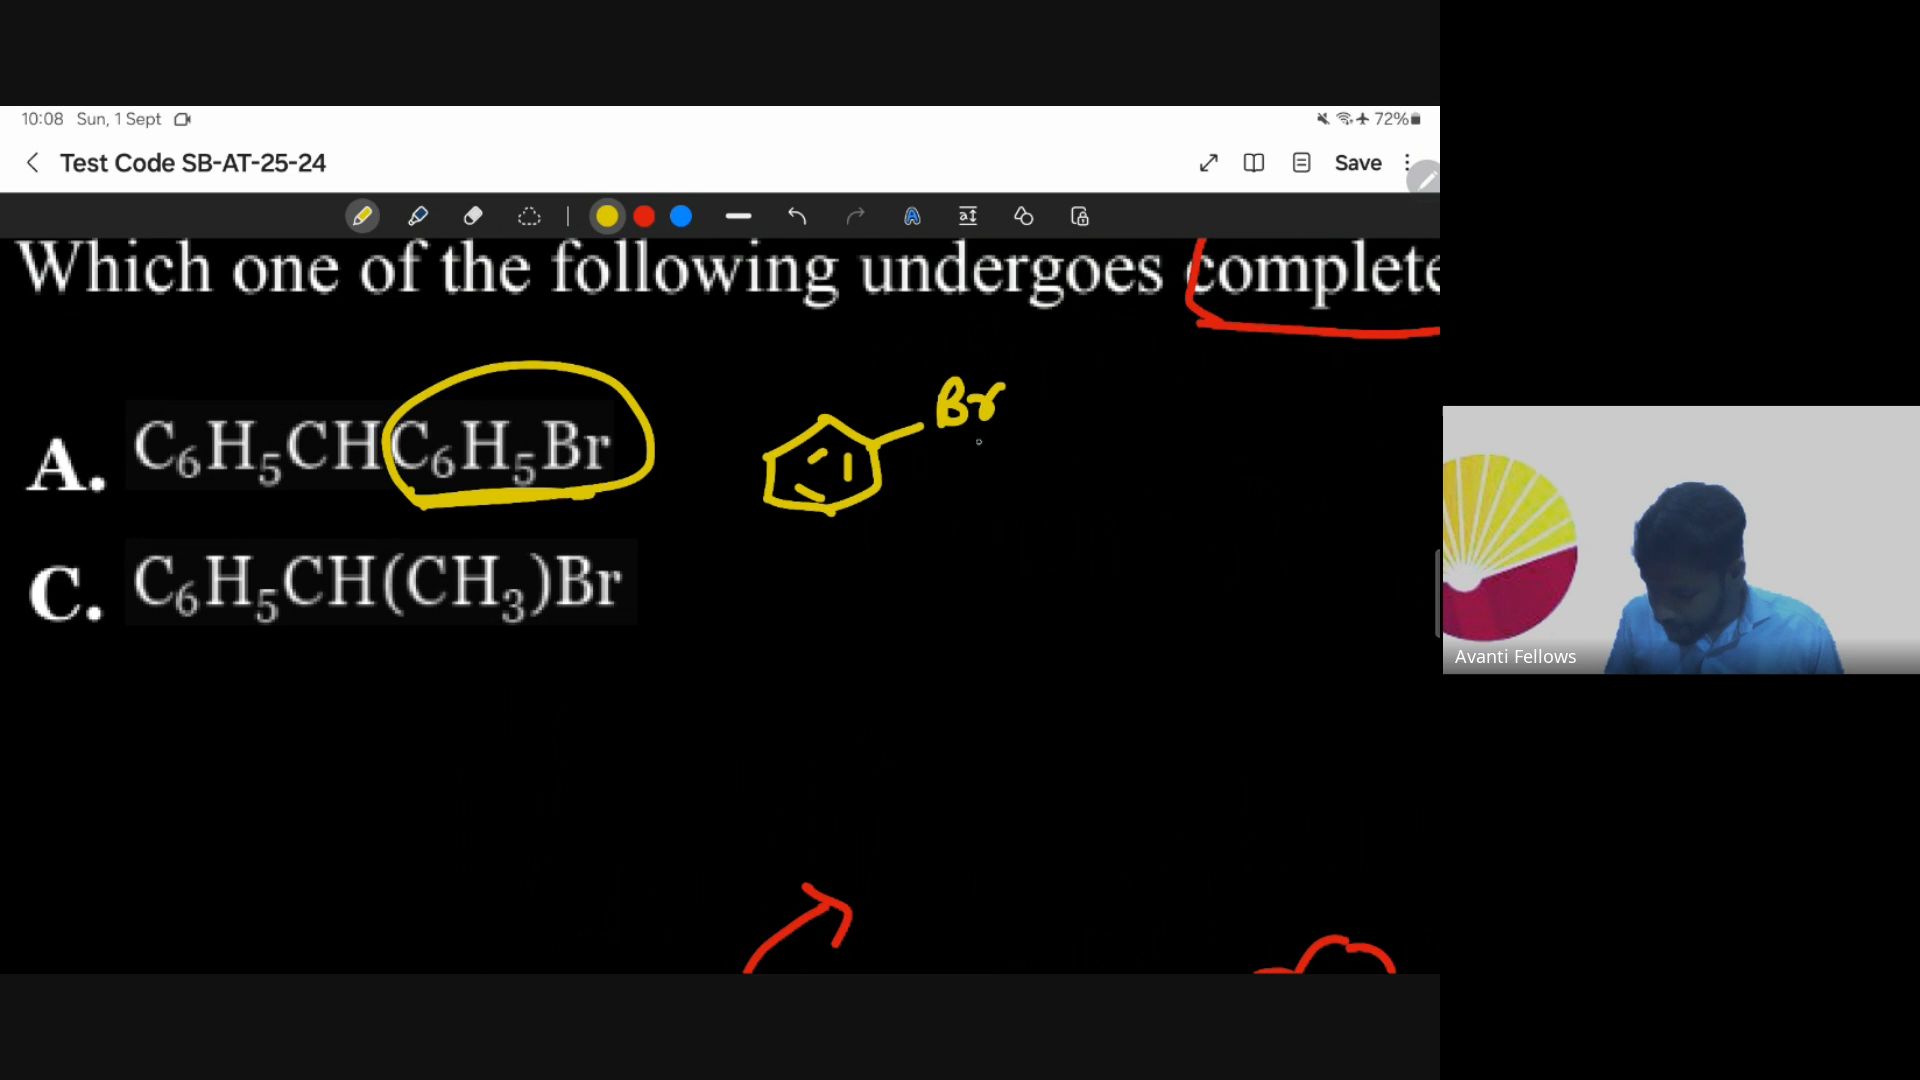 10:08 Sun, 1 Sept 72%
Test Code SB-AT-25-24 Save
Which one of the following undergoes complete
A. C₆H₅CHC₆H₅Br
Br
C. C₆H₅CH(CH₃)Br
Avanti Fellows